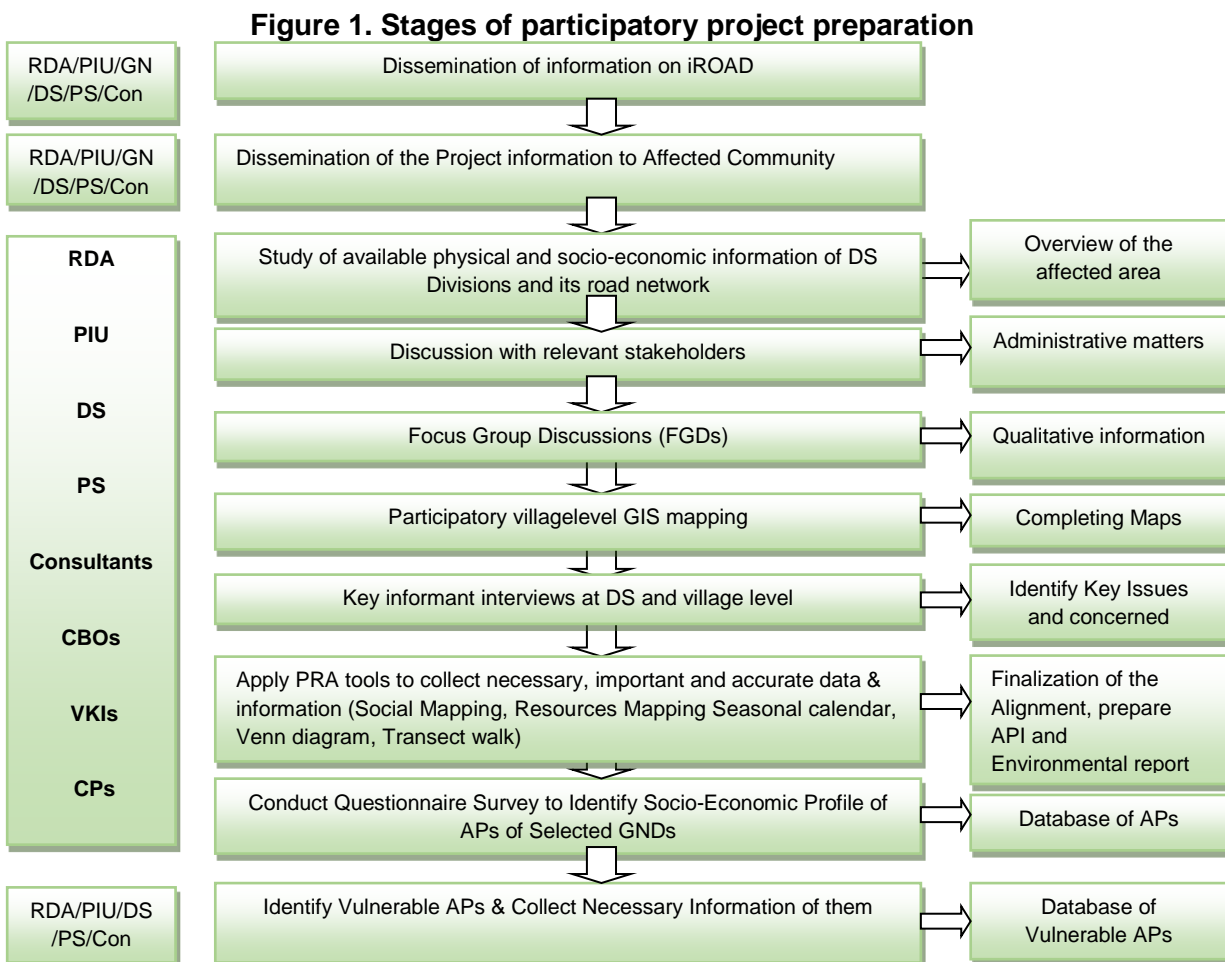 Figure 1. Stages of participatory project preparation
RDA/PIU/GN
/DS/PS/Con
Dissemination of information on iROAD
RDA/PIU/GN
/DS/PS/Con
Dissemination of the Project information to Affected Community
RDA
PIU
DS
PS
Consultants
CBOs
VKIs
CPs
Study of available physical and socio-economic information of DS
Divisions and its road network
Overview of the
affected area
Discussion with relevant stakeholders
Administrative matters
Focus Group Discussions (FGDs)
Qualitative information
Participatory villagelevel GIS mapping
Completing Maps
Key informant interviews at DS and village level
Identify Key Issues
and concerned
Apply PRA tools to collect necessary, important and accurate data &
information (Social Mapping, Resources Mapping Seasonal calendar,
Venn diagram, Transect walk)
Finalization of the
Alignment, prepare
API and
Environmental report
Conduct Questionnaire Survey to Identify Socio-Economic Profile of
APs of Selected GNDs
Database of APs
RDA/PIU/DS
/PS/Con
Identify Vulnerable APs & Collect Necessary Information of them
Database of
Vulnerable APs